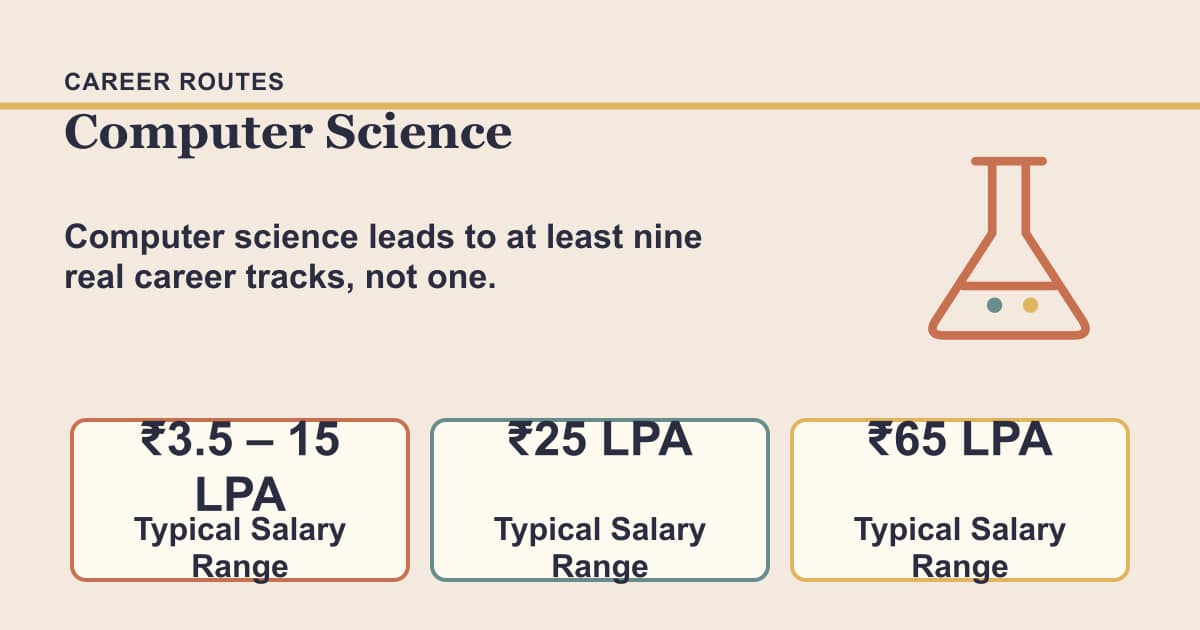 CAREER ROUTES
Computer Science
Computer science leads to at least nine
real career tracks, not one.
₹3.5 – 15
LPA
Typical Salary
Range
₹25 LPA
Typical Salary
Range
₹65 LPA
Typical Salary
Range